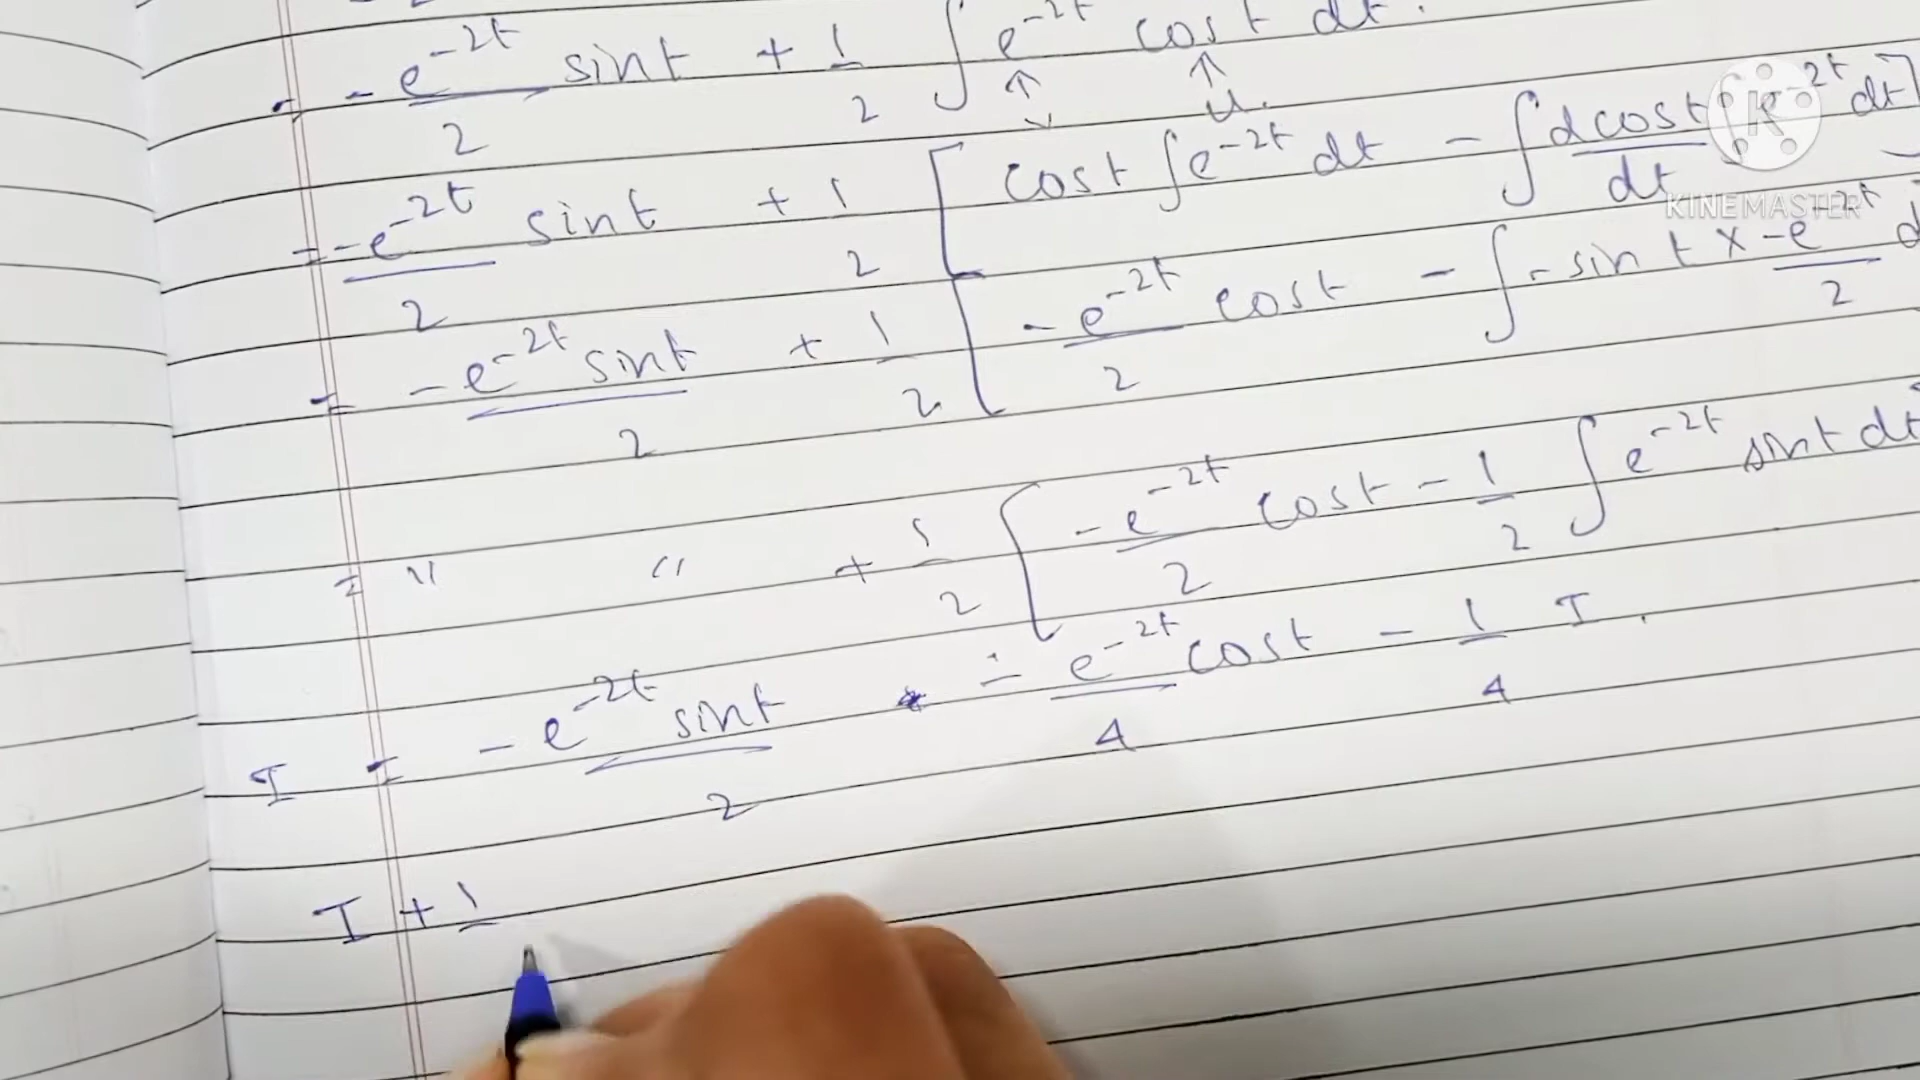 = -e^{-2t}/2 sint + 1/2 ∫ e^{-2t} cost dt.
↑ ↑
v u.
= -e^{-2t}/2 sint + 1/2 [ cost ∫e^{-2t} dt - ∫ dcost/dt ∫e^{-2t} dt ]
= -e^{-2t} sint/2 + 1/2 [ -e^{-2t}/2 cost - ∫ -sin t × -e^{-2t}/2 d
= " " + 1/2 [ -e^{-2t}/2 cost - 1/2 ∫ e^{-2t} sint dt
I = -e^{-2t} sint/2 - e^{-2t}/4 cost - 1/4 I.
I + 1
K
KINEMASTER